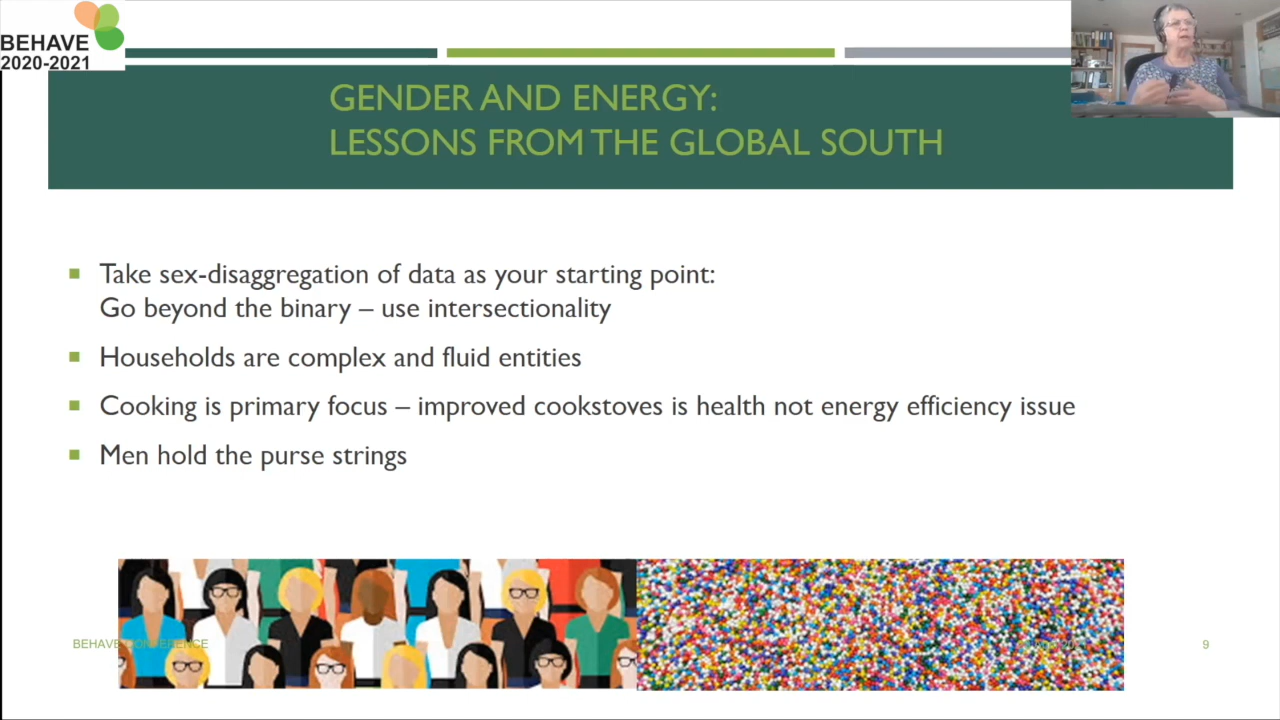 BEHAVE
2020-2021
GENDER AND ENERGY:
LESSONS FROM THE GLOBAL SOUTH
Take sex-disaggregation of data as your starting point:
Go beyond the binary – use intersectionality
Households are complex and fluid entities
Cooking is primary focus – improved cookstoves is health not energy efficiency issue
Men hold the purse strings
BEHAVE CONFERENCE
9